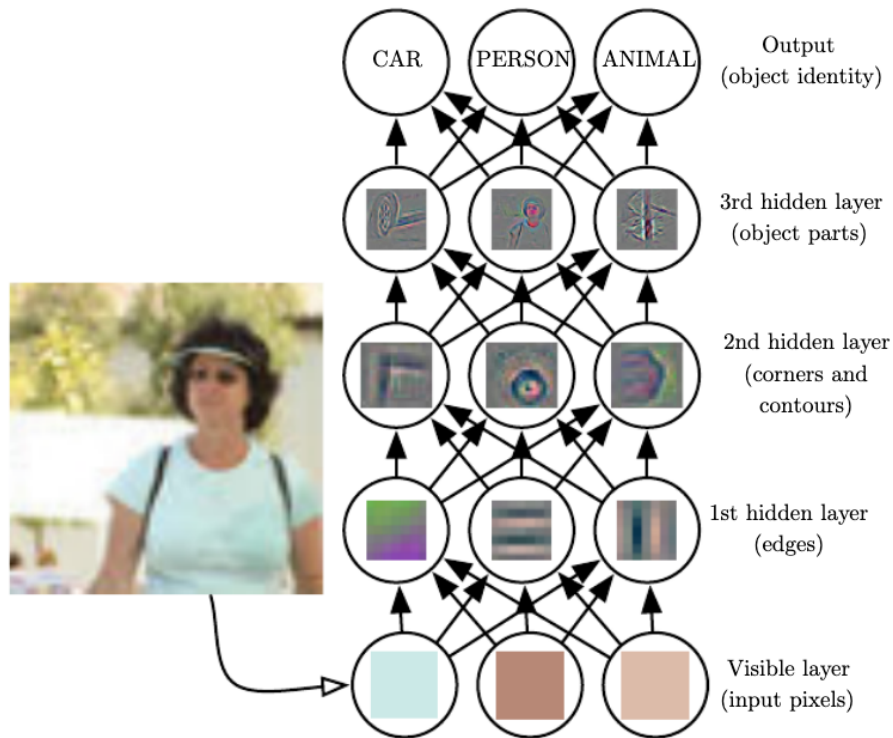 CAR
PERSON
ANIMAL
Output
(object identity)
3rd hidden layer
(object parts)
2nd hidden layer
(corners and
contours)
1st hidden layer
(edges)
Visible layer
(input pixels)